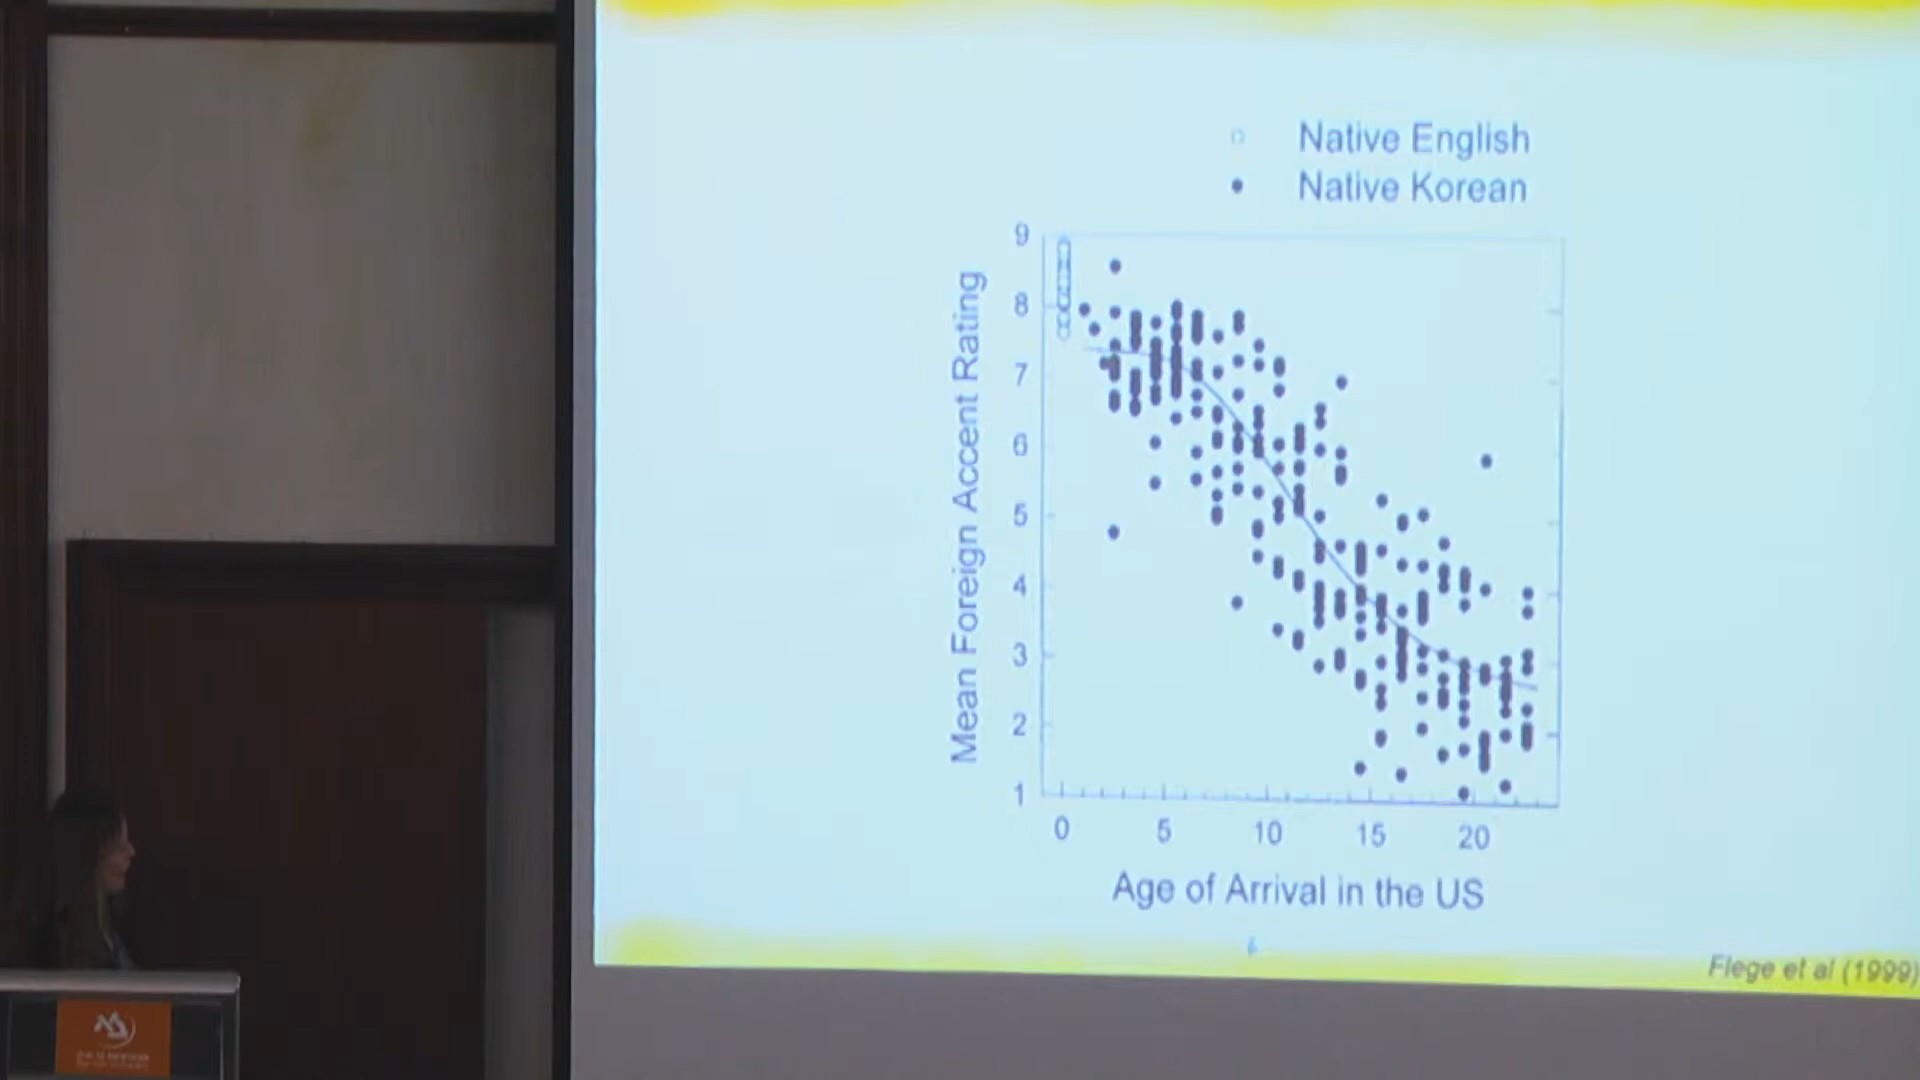 Native English
Native Korean
Mean Foreign Accent Rating
9
8
7
6
5
4
3
2
1
0 5 10 15 20
Age of Arrival in the US
Flege et al (1999)